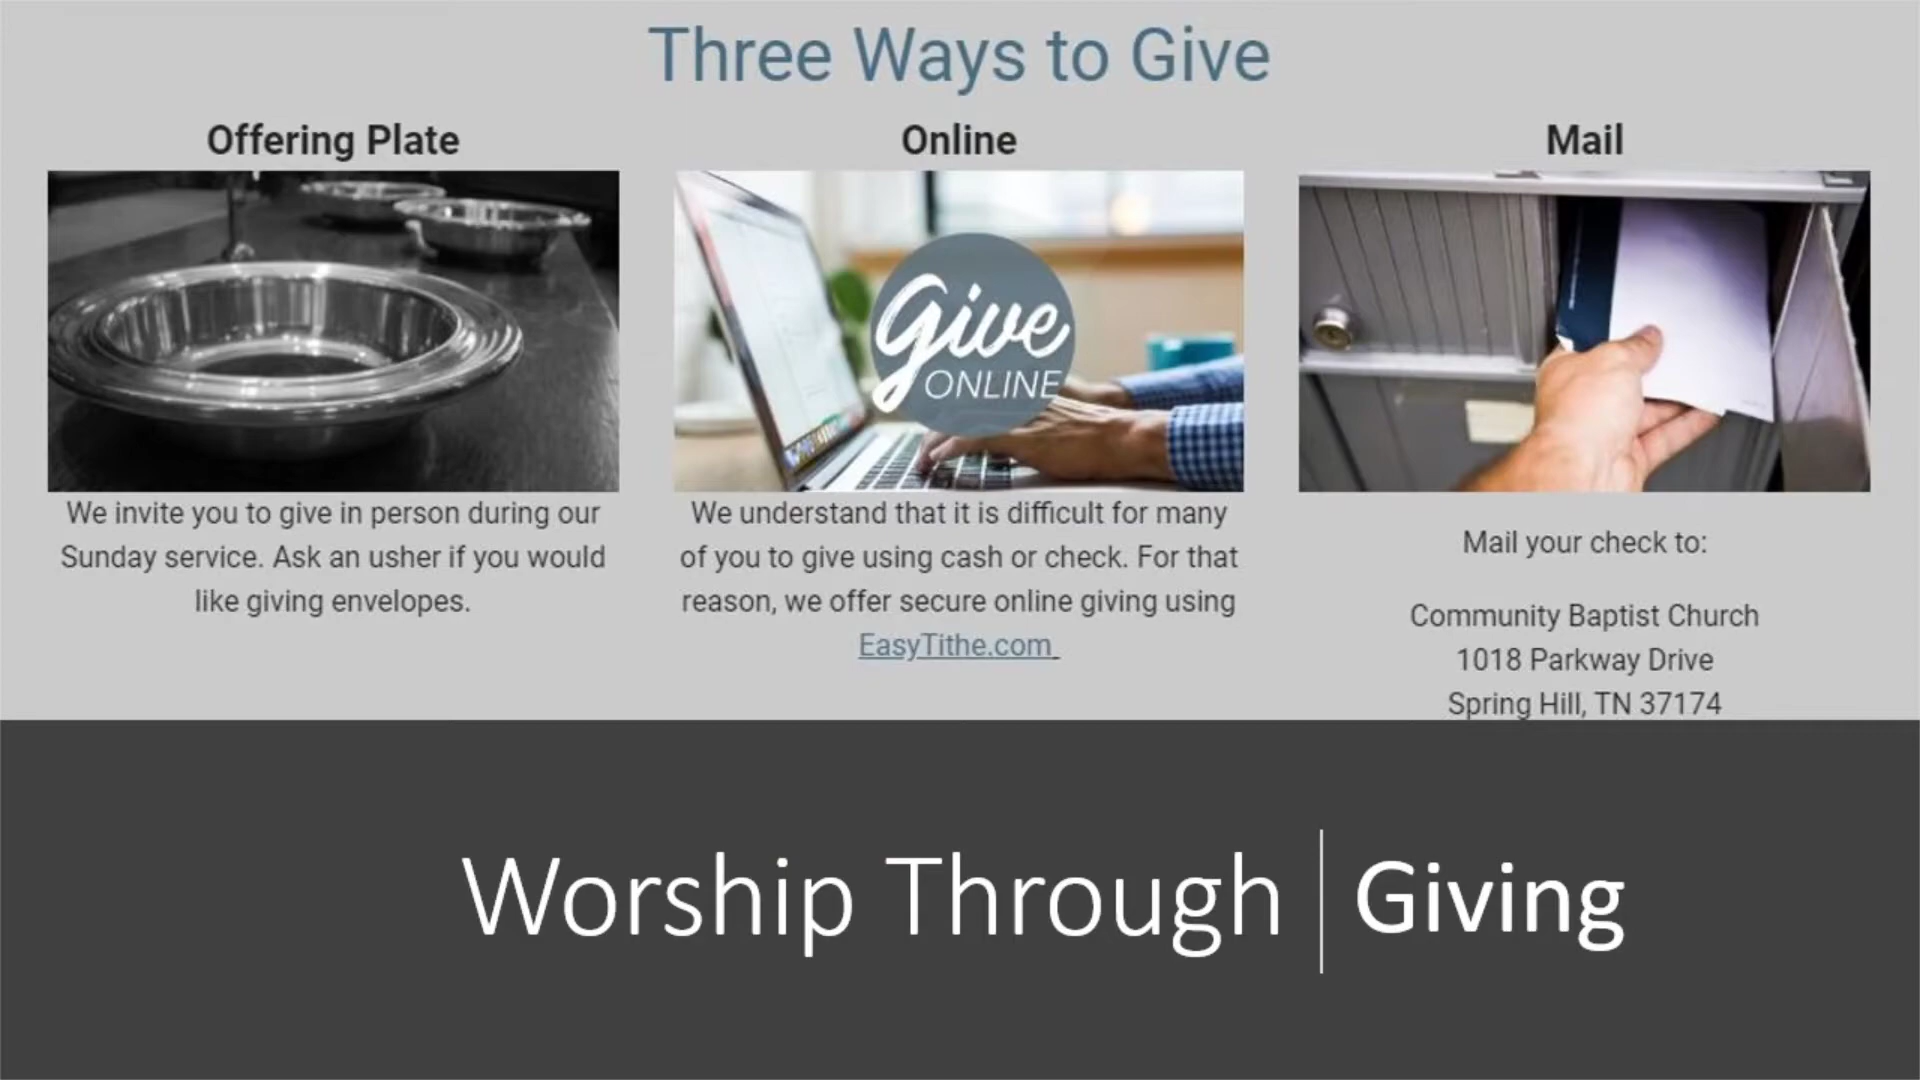 Three Ways to Give
Offering Plate
We invite you to give in person during our
Sunday service. Ask an usher if you would
like giving envelopes.
Online
Give
ONLINE
We understand that it is difficult for many
of you to give using cash or check. For that
reason, we offer secure online giving using
EasyTithe.com
Mail
Mail your check to:
Community Baptist Church
1018 Parkway Drive
Spring Hill, TN 37174
Worship Through Giving